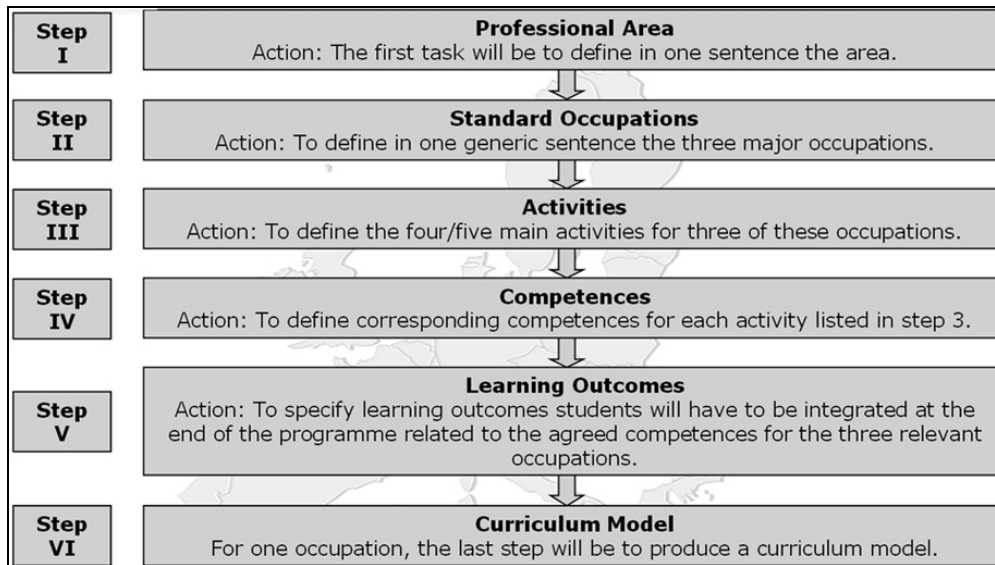 Step
I
Professional Area
Action: The first task will be to define in one sentence the area.
Step
II
Standard Occupations
Action: To define in one generic sentence the three major occupations.
Step
III
Activities
Action: To define the four/five main activities for three of these occupations.
Step
IV
Competences
Action: To define corresponding competences for each activity listed in step 3.
Step
V
Learning Outcomes
Action: To specify learning outcomes students will have to be integrated at the
end of the programme related to the agreed competences for the three relevant
occupations.
Step
VI
Curriculum Model
For one occupation, the last step will be to produce a curriculum model.